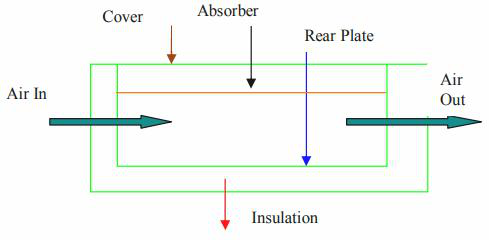 Cover
Absorber
Rear Plate
Air In
Air
Out
Insulation